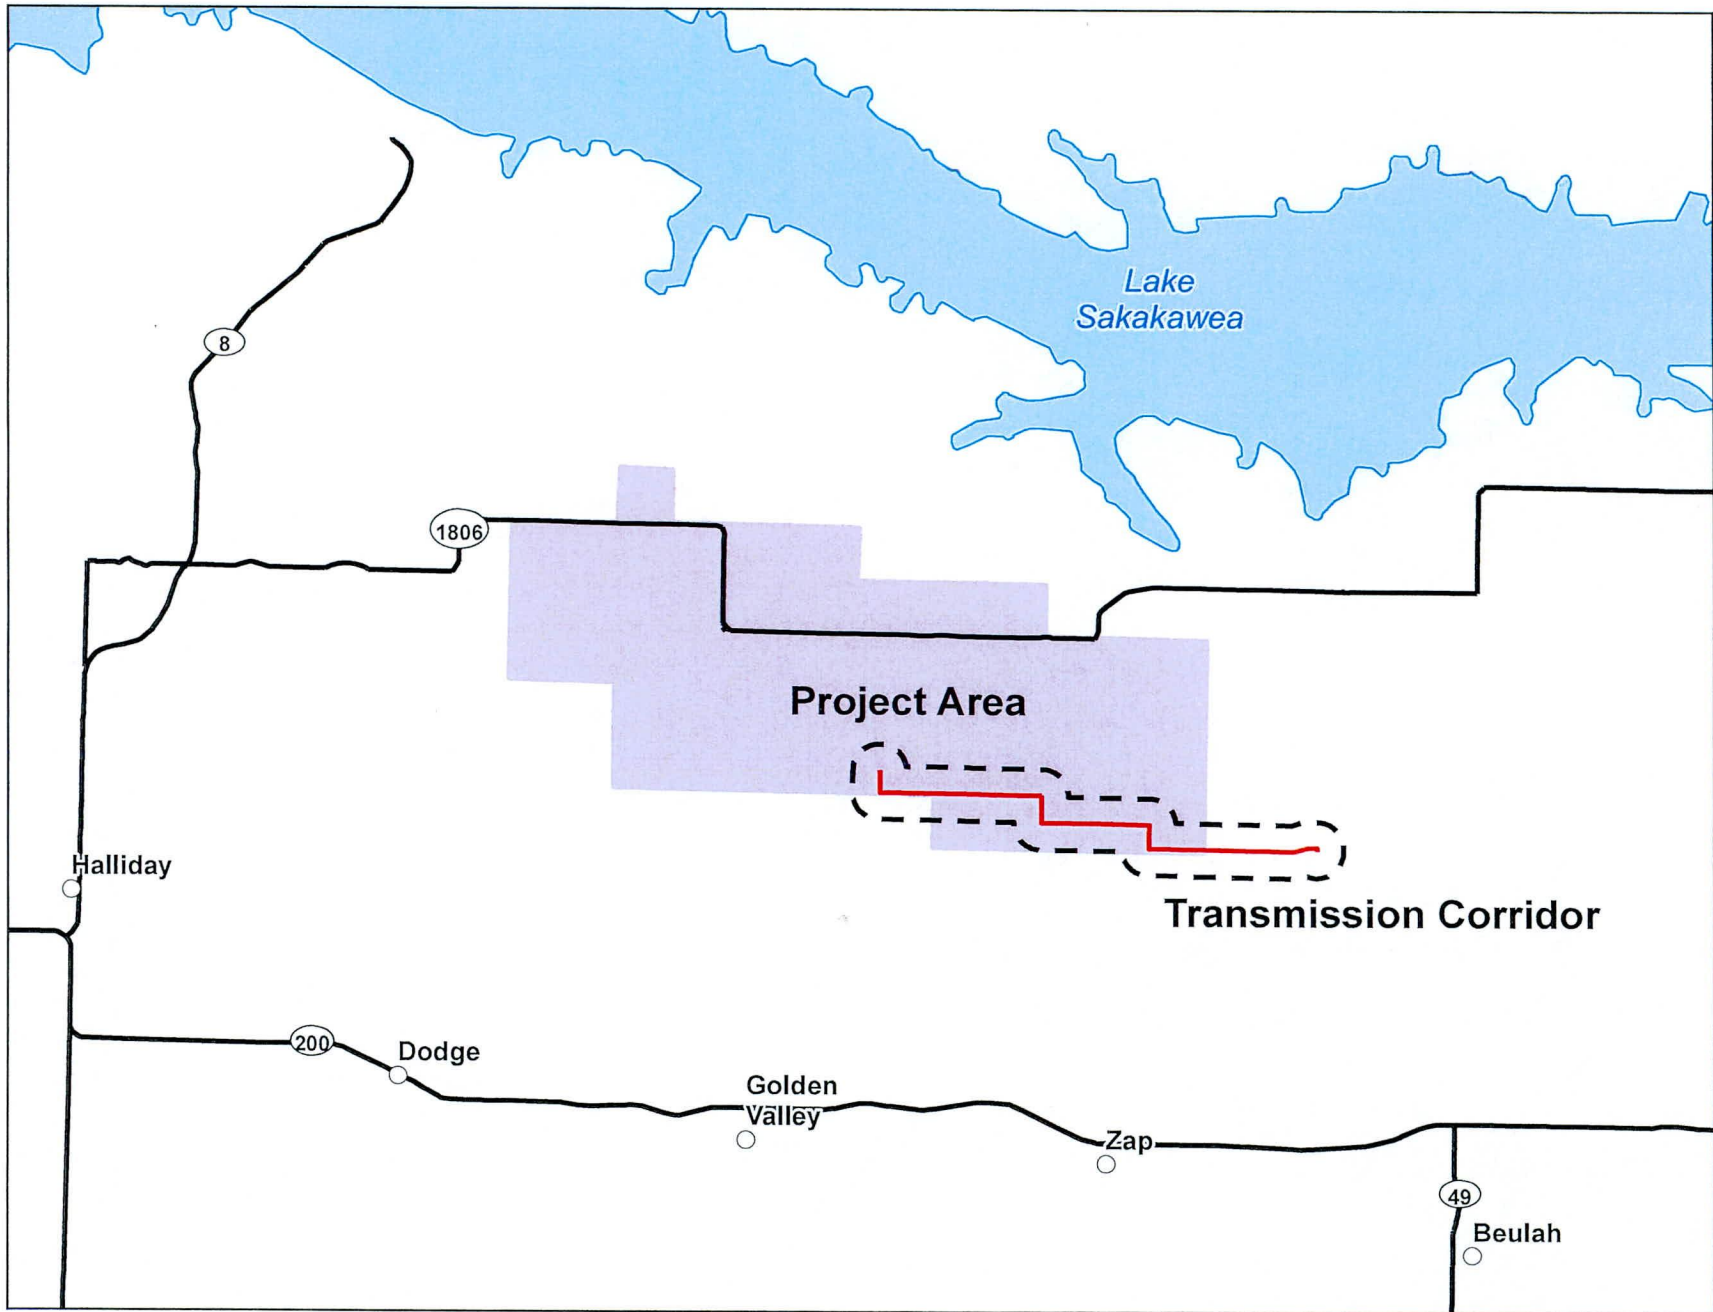 Lake
Sakakawea
8
1806
Project Area
Halliday
Transmission Corridor
200
Dodge
Golden
Valley
Zap
49
Beulah